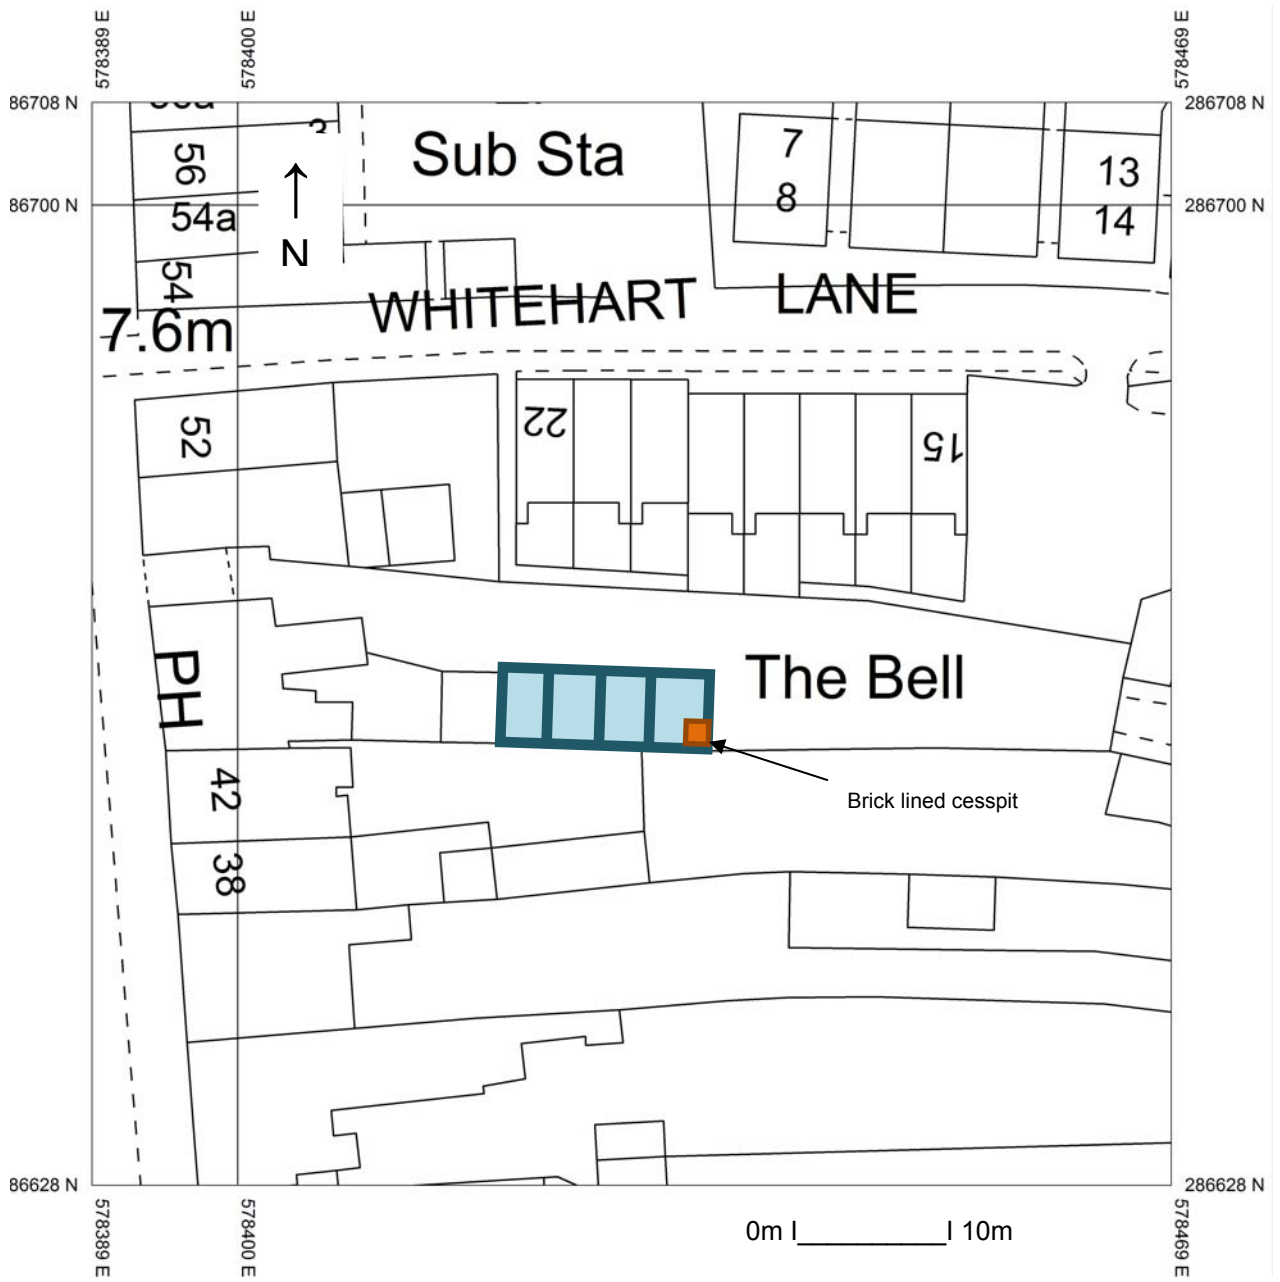 578389 E
578400 E
578469 E
86708 N
286708 N
3
56
Sub Sta
7
8
13
14
86700 N
286700 N
54a
N
54
WHITEHART LANE
7.6m
52
22
15
PH
The Bell
42
Brick lined cesspit
38
86628 N
286628 N
578389 E
578400 E
578469 E
0m I__________I 10m